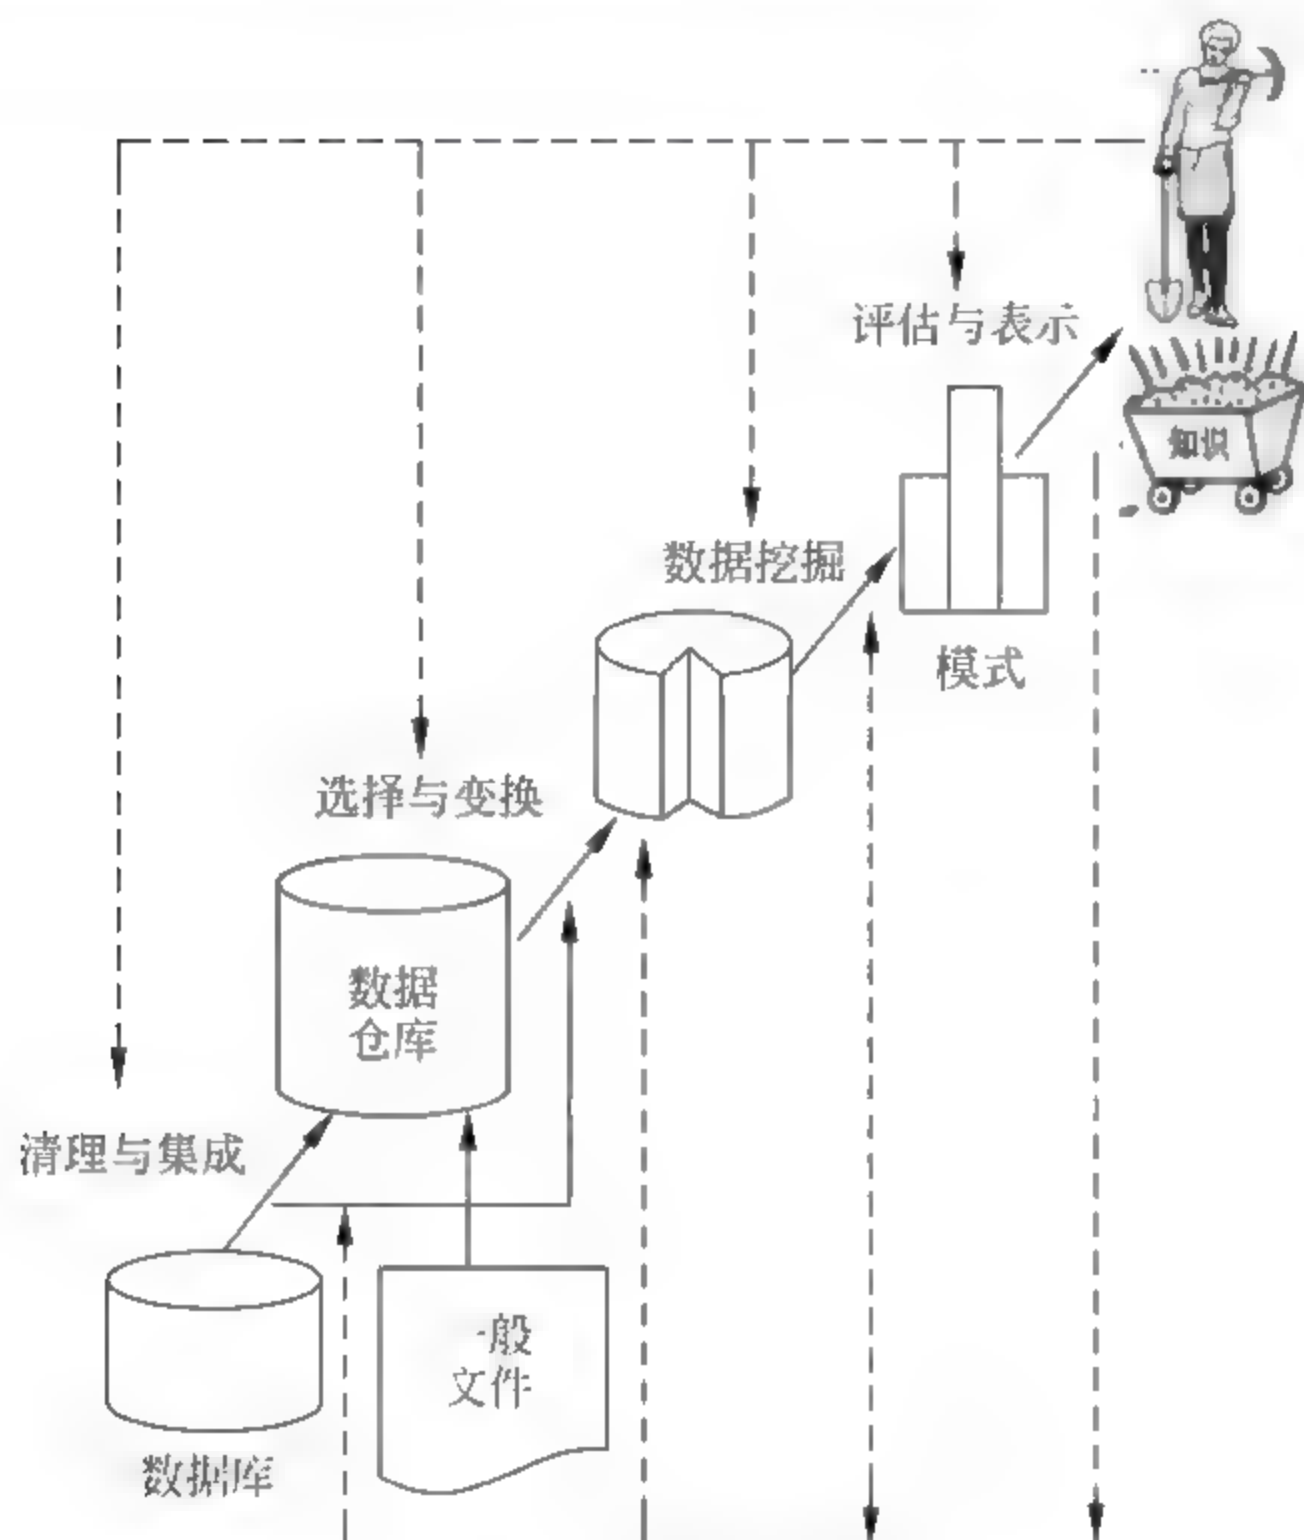 评估与表示
知识
数据挖掘
模式
选择与变换
数据
仓库
清理与集成
一般
文件
数据库